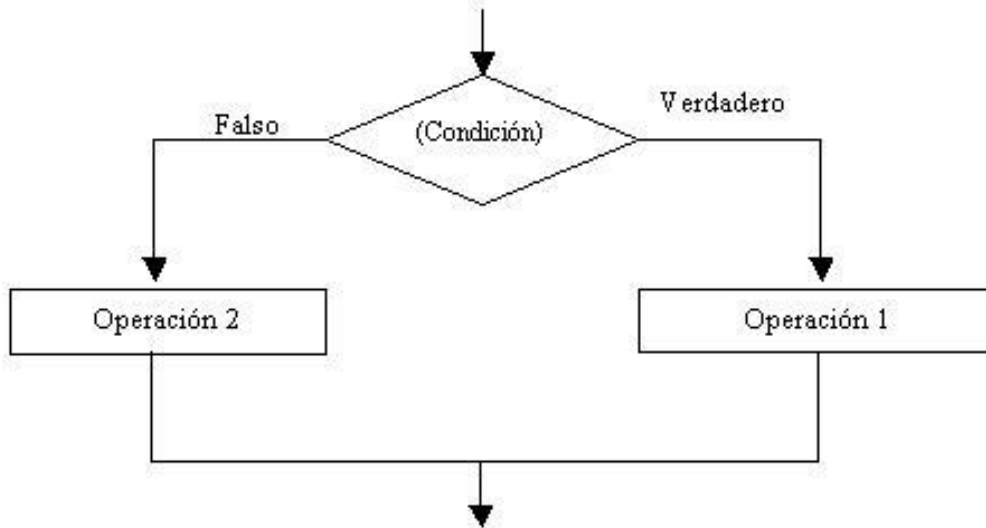 Falso
(Condición)
Verdadero
Operación 2
Operación 1